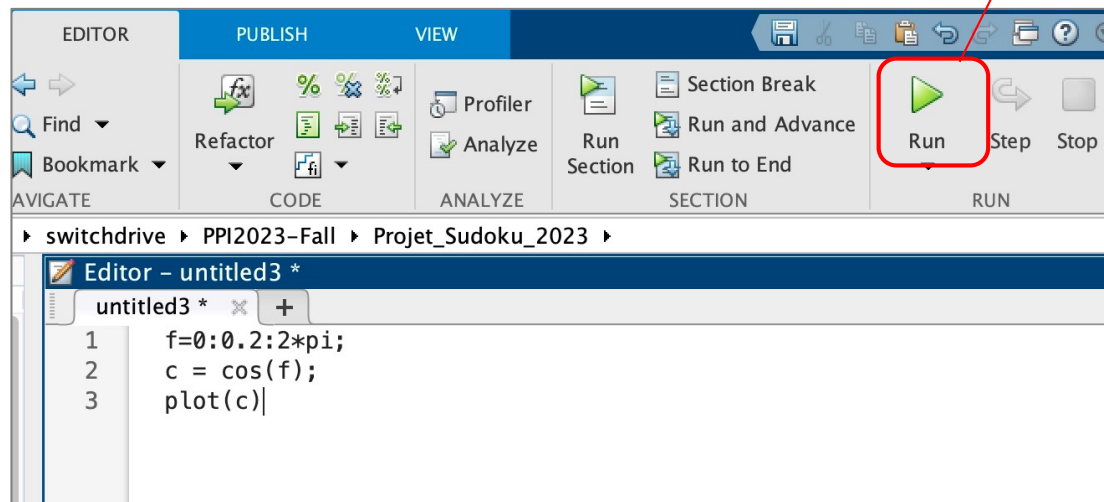 EDITOR PUBLISH VIEW
Find
Bookmark
AVIGATE
fx
Refactor
fi
CODE
Profiler
Analyze
ANALYZE
Run
Section
Section Break
Run and Advance
Run to End
SECTION
Run Step Stop
RUN
switchdrive PPI2023-Fall Projet_Sudoku_2023
Editor – untitled3 *
untitled3 * × +
1 f=0:0.2:2*pi;
2 c = cos(f);
3 plot(c)